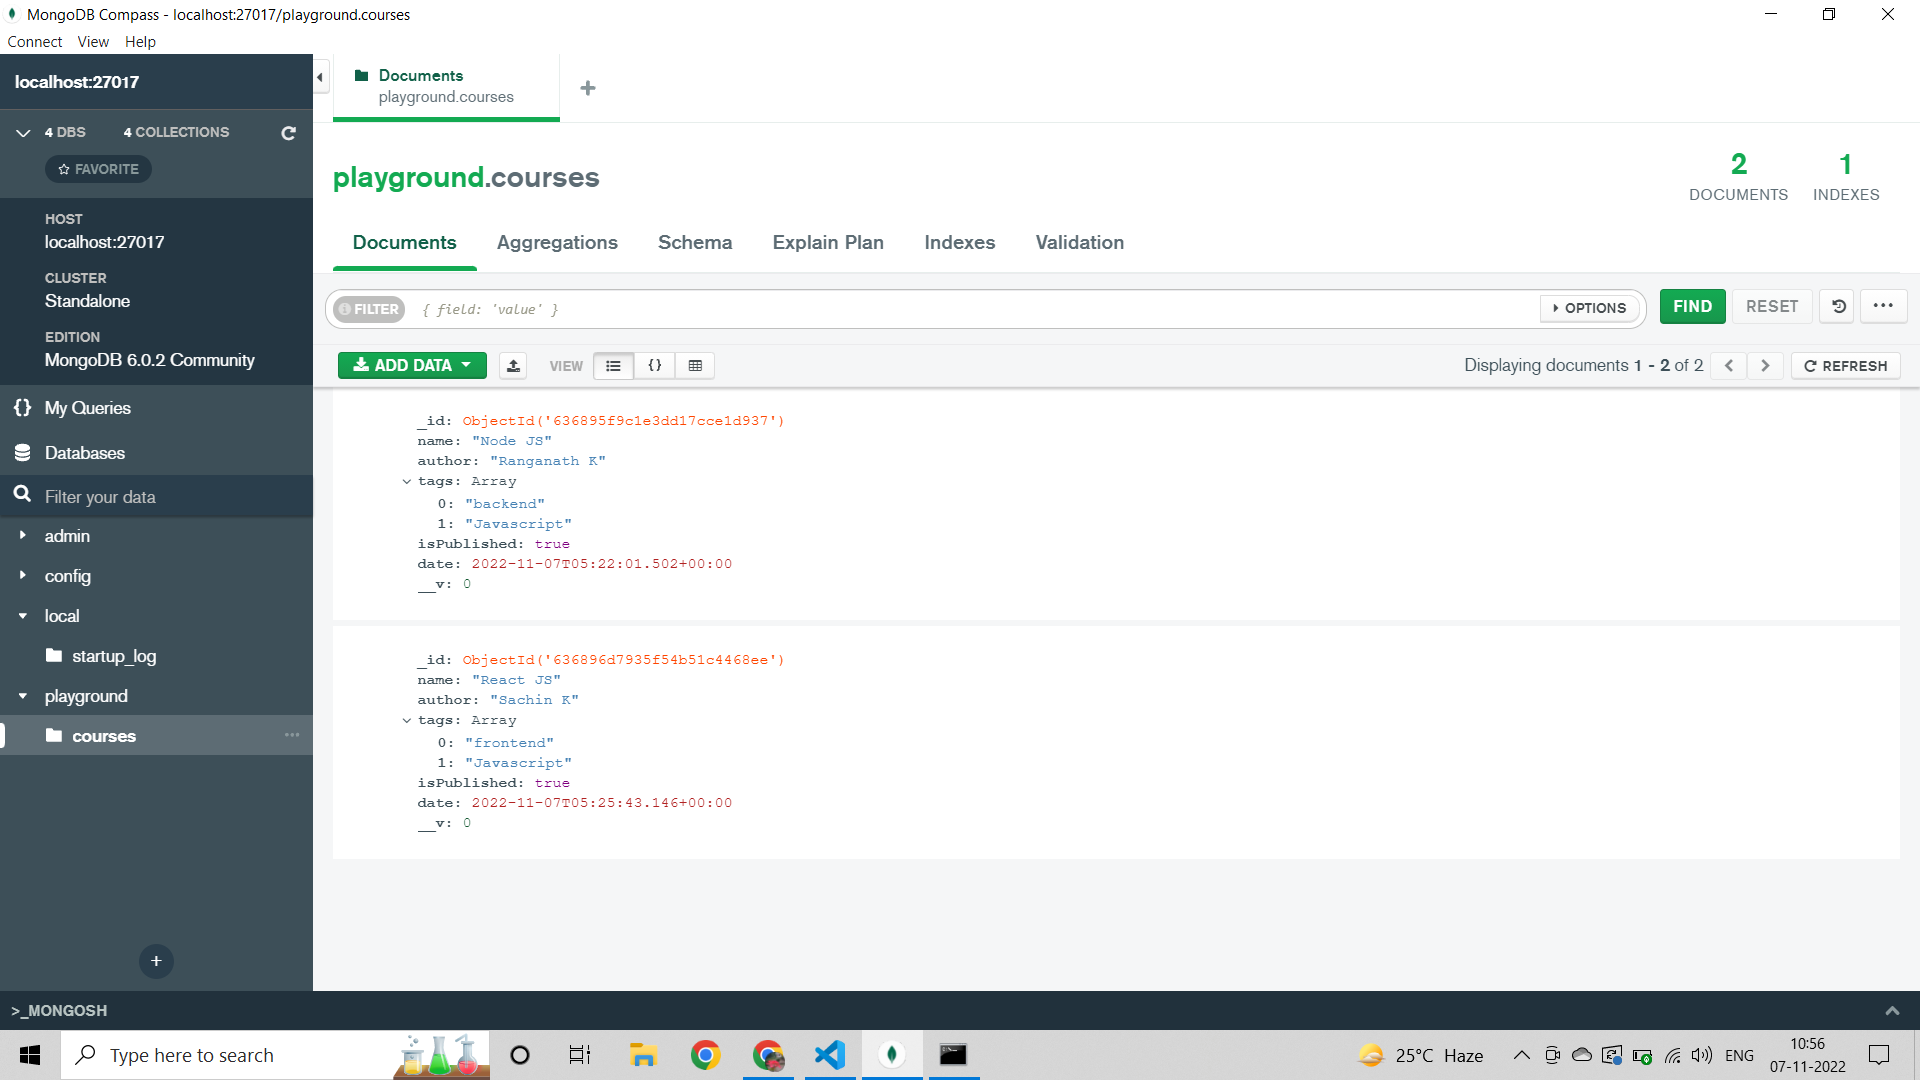 MongoDB Compass - localhost:27017/playground.courses
Connect View Help
localhost:27017
4 DBS 4 COLLECTIONS
FAVORITE
HOST
localhost:27017
CLUSTER
Standalone
EDITION
MongoDB 6.0.2 Community
{} My Queries
Databases
Filter your data
admin
config
local
startup_log
playground
courses
Documents
playground.courses
playground.courses
2
DOCUMENTS
1
INDEXES
Documents Aggregations Schema Explain Plan Indexes Validation
FILTER { field: 'value' } OPTIONS FIND RESET
ADD DATA VIEW {} Displaying documents 1 - 2 of 2 REFRESH
_id: ObjectId('636895f9c1e3dd17cce1d937')
name: "Node JS"
author: "Ranganath K"
tags: Array
0: "backend"
1: "Javascript"
isPublished: true
date: 2022-11-07T05:22:01.502+00:00
__v: 0
_id: ObjectId('636896d7935f54b51c4468ee')
name: "React JS"
author: "Sachin K"
tags: Array
0: "frontend"
1: "Javascript"
isPublished: true
date: 2022-11-07T05:25:43.146+00:00
__v: 0
>_MONGOSH
Type here to search
25°C Haze
ENG
10:56
07-11-2022